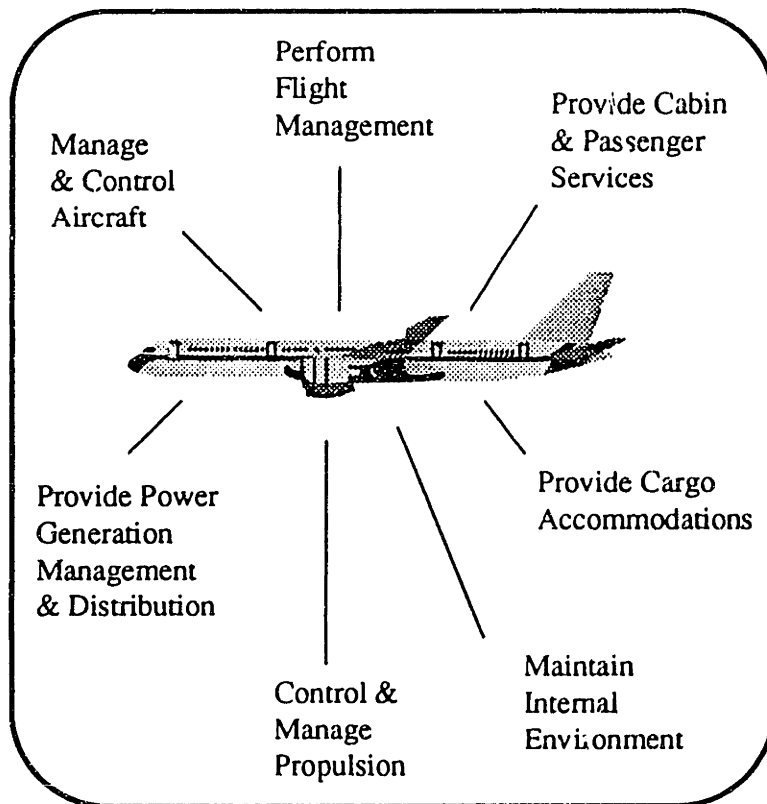 Perform
Flight
Management
Provide Cabin
& Passenger
Services
Manage
& Control
Aircraft
Provide Power
Generation
Management
& Distribution
Provide Cargo
Accommodations
Control &
Manage
Propulsion
Maintain
Internal
Environment